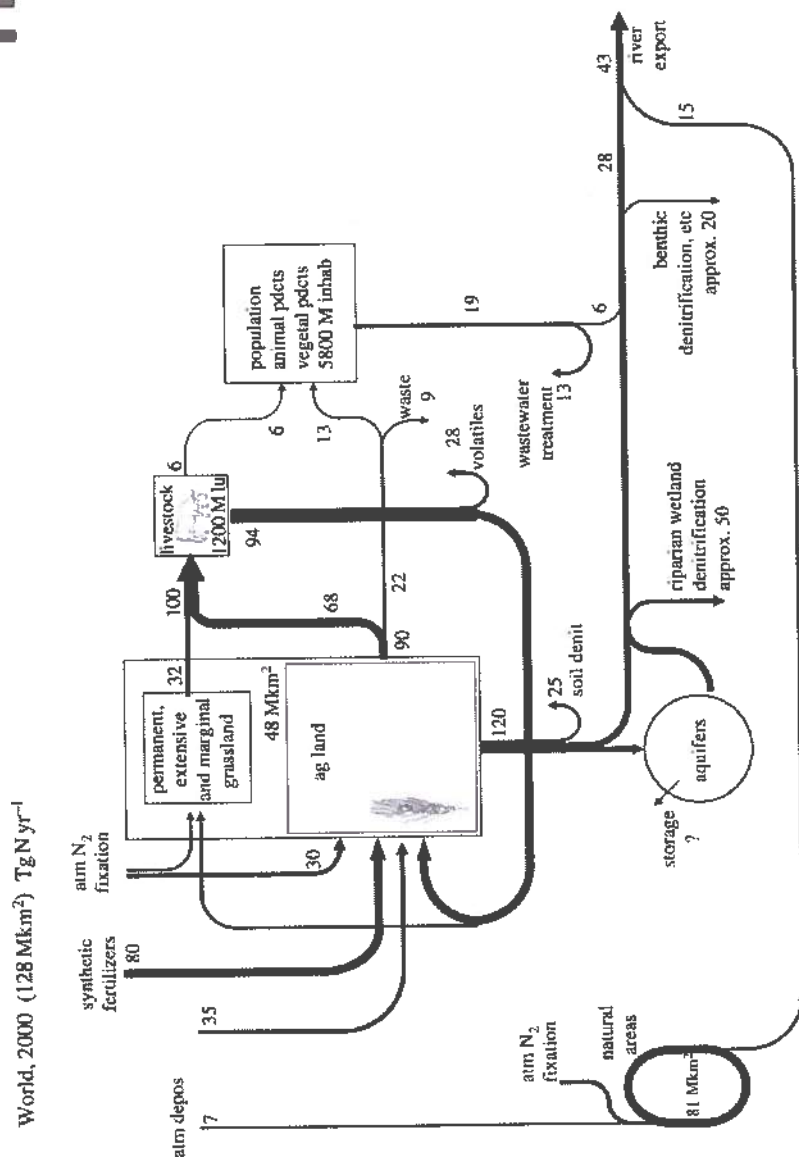 World, 2000 (128 Mkm²) TgN yr⁻¹
atm depos
7
35
synthetic
fertilizers
80
atm N₂
fixation
30
permanent,
extensive
and marginal
grassland
48 Mkm²
ag land
32
100
68
90
livestock
1200 M lu
94
6
6
13
22
waste
9
28
volatiles
population
animal pdcts
vegetal pdcts
5800 M inhab
19
wastewater
treatment
13
6
120
25
soil denit
aquifers
storage
?
riparian wetland
denitrification
approx. 50
benthic
denitrification, etc
approx. 20
28
43
river
export
15
atm N₂
fixation
natural
areas
81 Mkm²